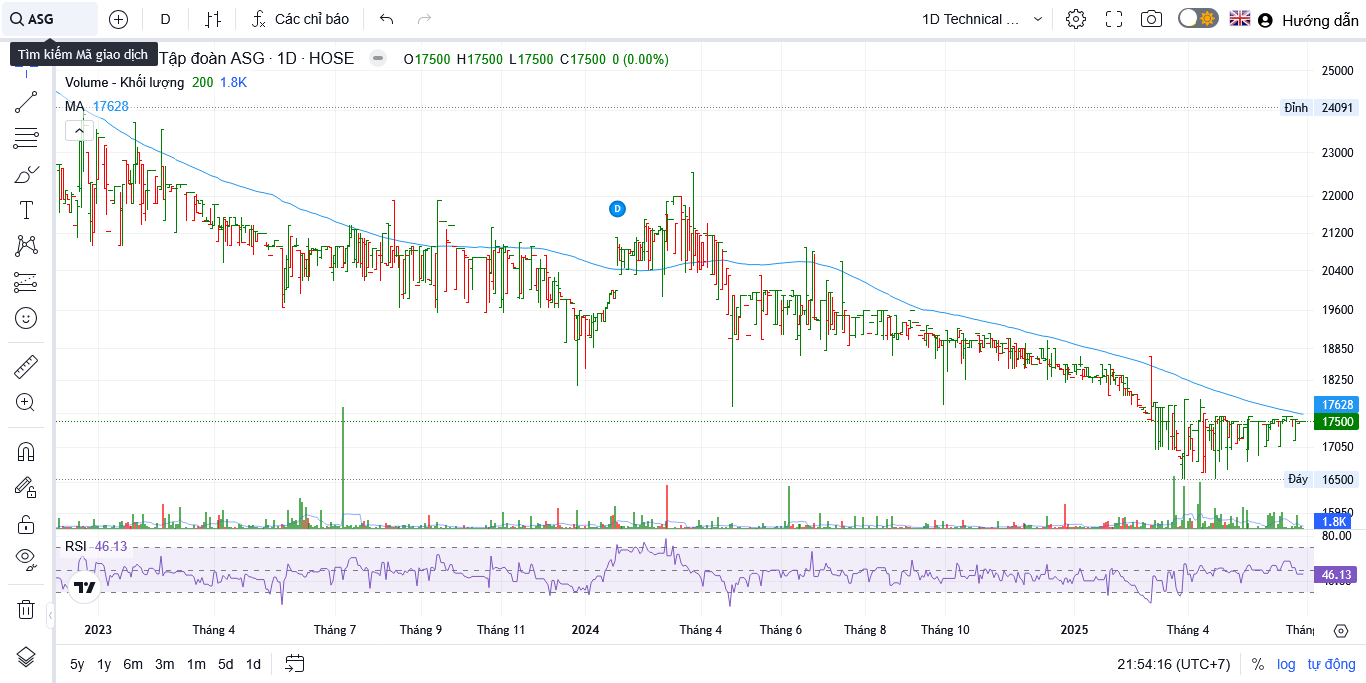 ASG
D
Các chỉ báo
1D Technical ...
Hướng dẫn
Tìm kiếm Mã giao dịch
Tập đoàn ASG · 1D · HOSE
O17500 H17500 L17500 C17500 0 (0.00%)
Volume - Khối lượng 200 1.8K
MA 17628
25000
Đỉnh 24091
23000
22000
21200
20400
19600
18850
18250
17628
17500
17050
Đáy 16500
15950
1.8K
D
RSI 46.13
80.00
46.13
2023 Tháng 4 Tháng 7 Tháng 9 Tháng 11 2024 Tháng 4 Tháng 6 Tháng 8 Tháng 10 2025 Tháng 4 Thán
5y 1y 6m 3m 1m 5d 1d
21:54:16 (UTC+7) % log tự động